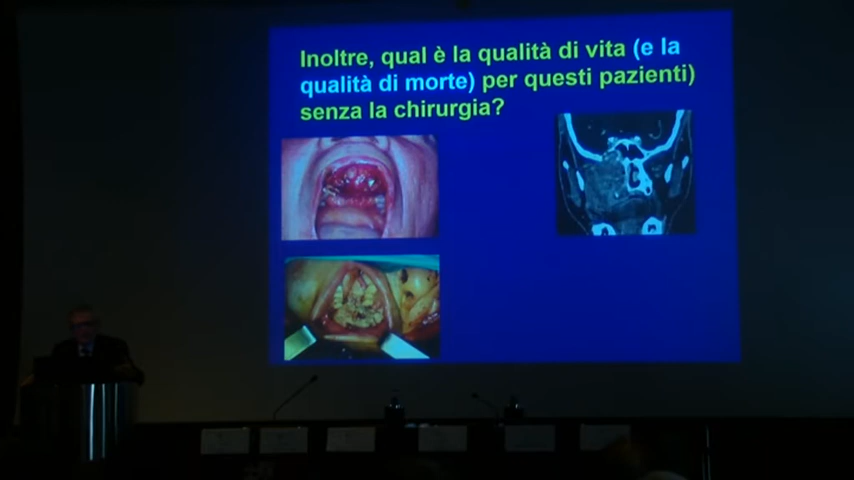 Inoltre, qual è la qualità di vita (e la
qualità di morte) per questi pazienti)
senza la chirurgia?